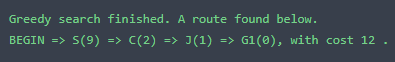 Greedy search finished. A route found below.
BEGIN => S(9) => C(2) => J(1) => G1(0), with cost 12 .